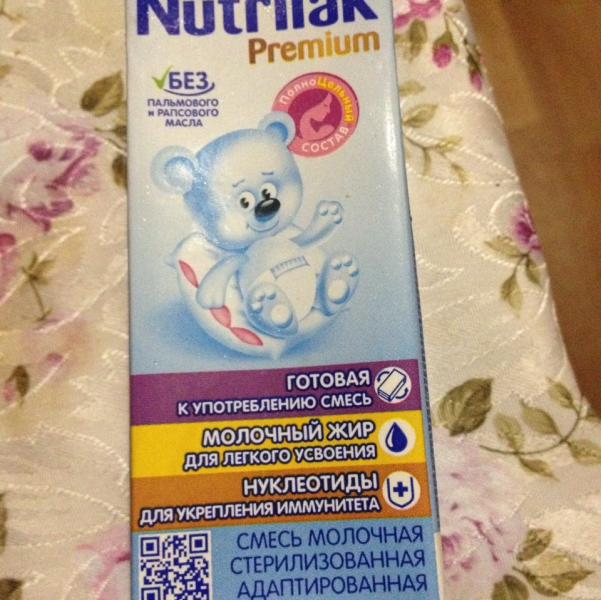 Nutrilak
Premium
БЕЗ
ПАЛЬМОВОГО
и РАПСОВОГО
МАСЛА
ПОЛНОЦЕЛЬНЫЙ
СОСТАВ
ГОТОВАЯ
К УПОТРЕБЛЕНИЮ СМЕСЬ
МОЛОЧНЫЙ ЖИР
ДЛЯ ЛЕГКОГО УСВОЕНИЯ
НУКЛЕОТИДЫ
ДЛЯ УКРЕПЛЕНИЯ ИММУНИТЕТА
СМЕСЬ МОЛОЧНАЯ
СТЕРИЛИЗОВАННАЯ
АДАПТИРОВАННАЯ